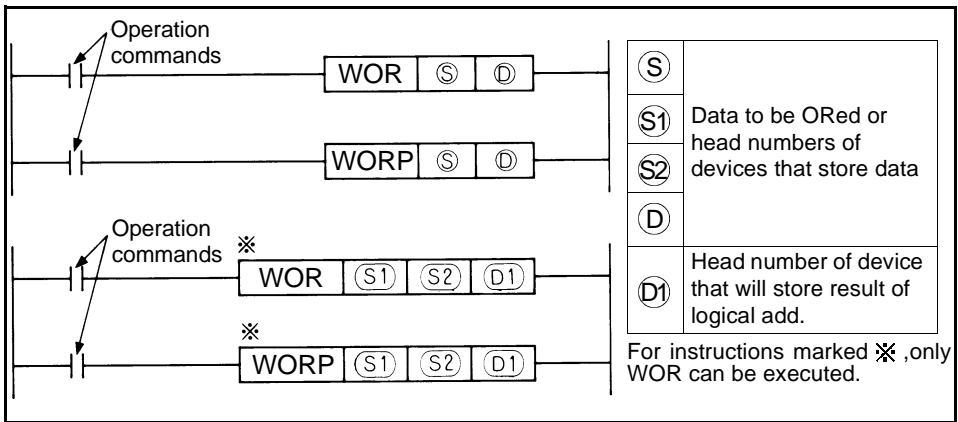 Operation
commands
WOR Ⓢ Ⓓ
WORP Ⓢ Ⓓ
Operation
commands
※
WOR (S1) (S2) (D1)
※
WORP (S1) (S2) (D1)
Ⓢ
(S1)
(S2)
Ⓓ
Data to be ORed or
head numbers of
devices that store data
(D1)
Head number of device
that will store result of
logical add.
For instructions marked ※ ,only
WOR can be executed.